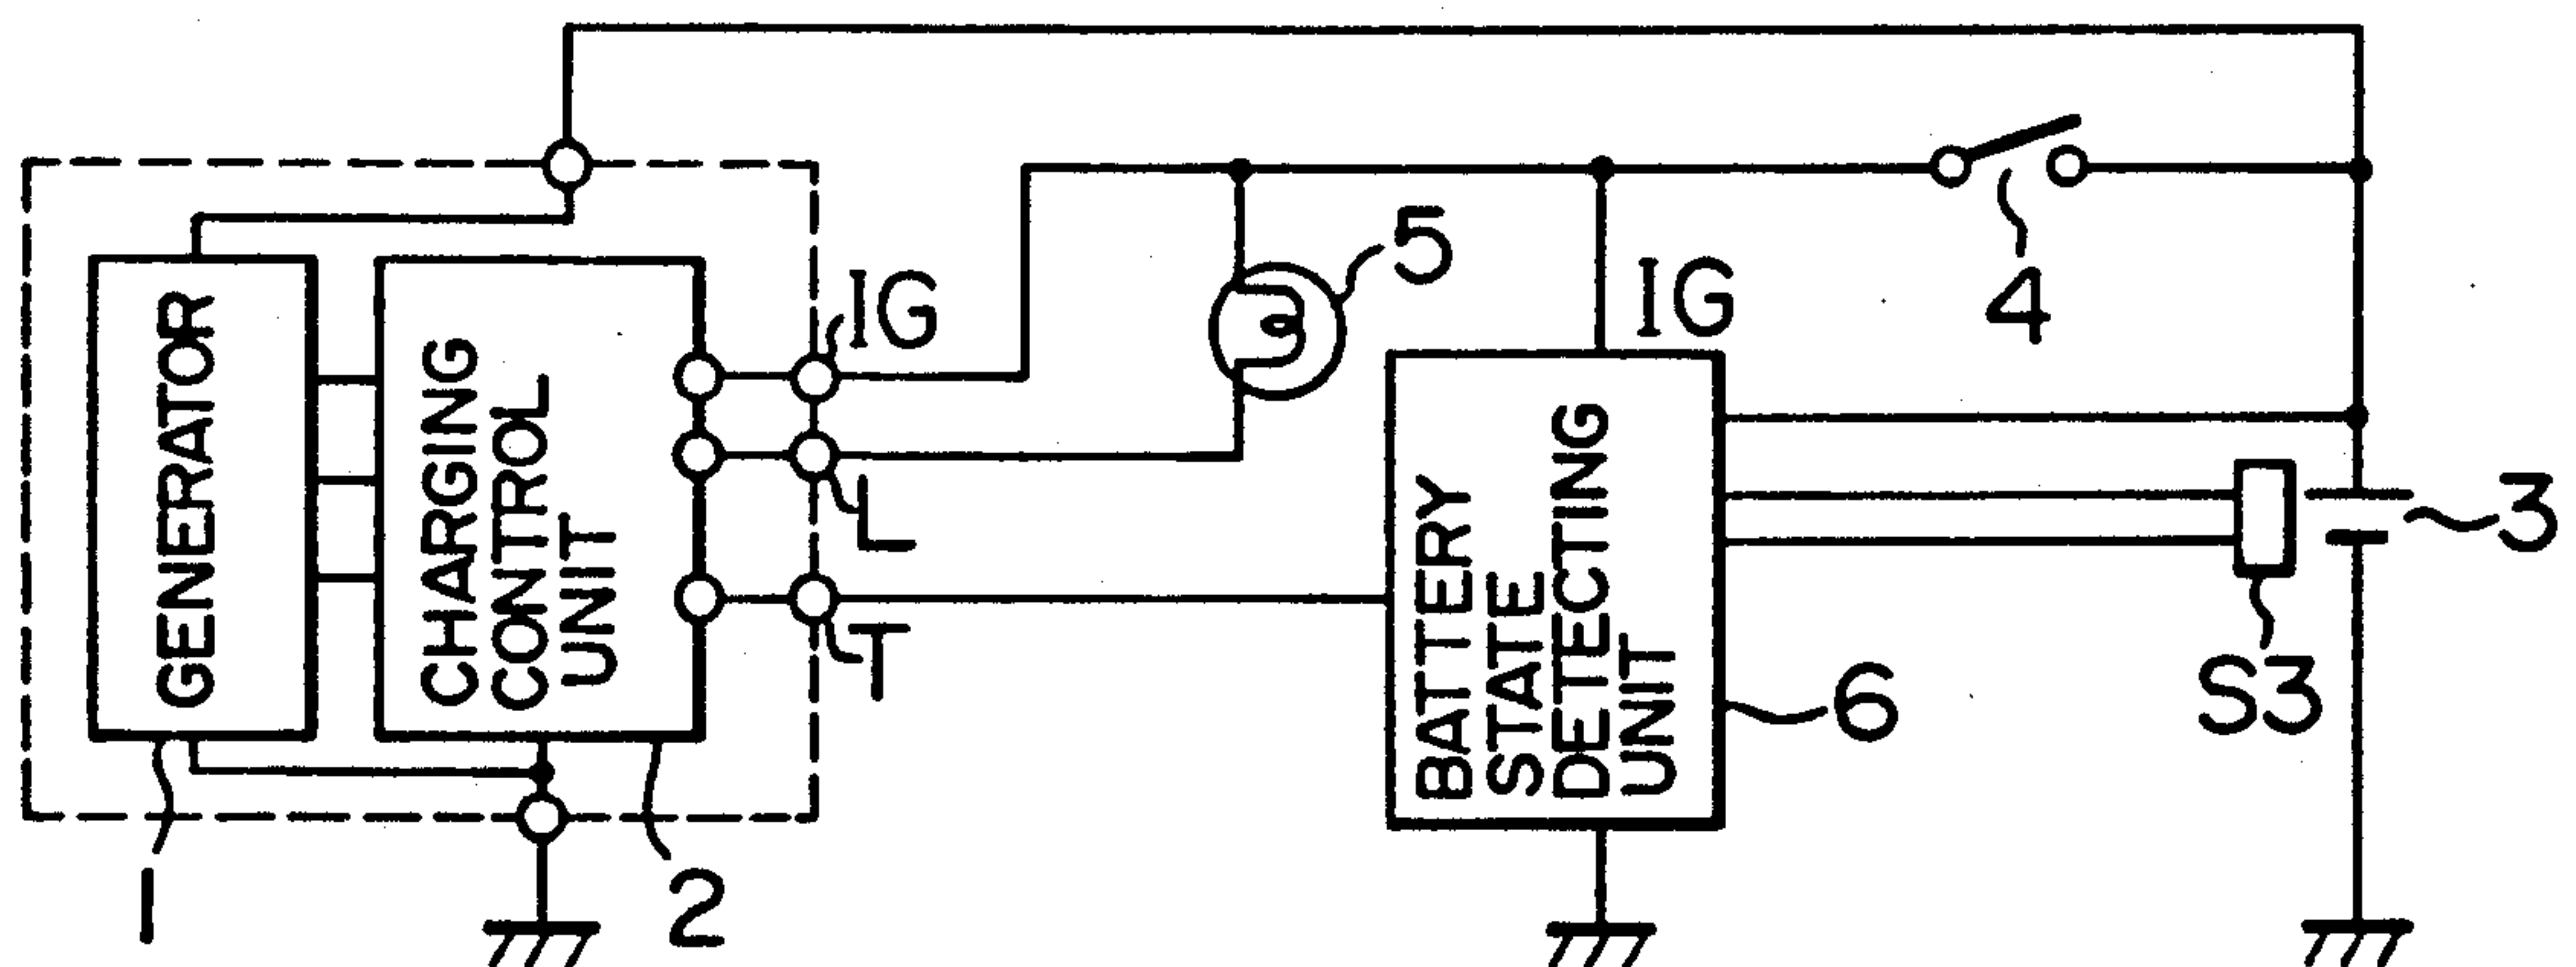 GENERATOR
CHARGING
CONTROL
UNIT
IG
L
T
5
IG
4
BATTERY
STATE
DETECTING
UNIT
3
S3
6
1
2